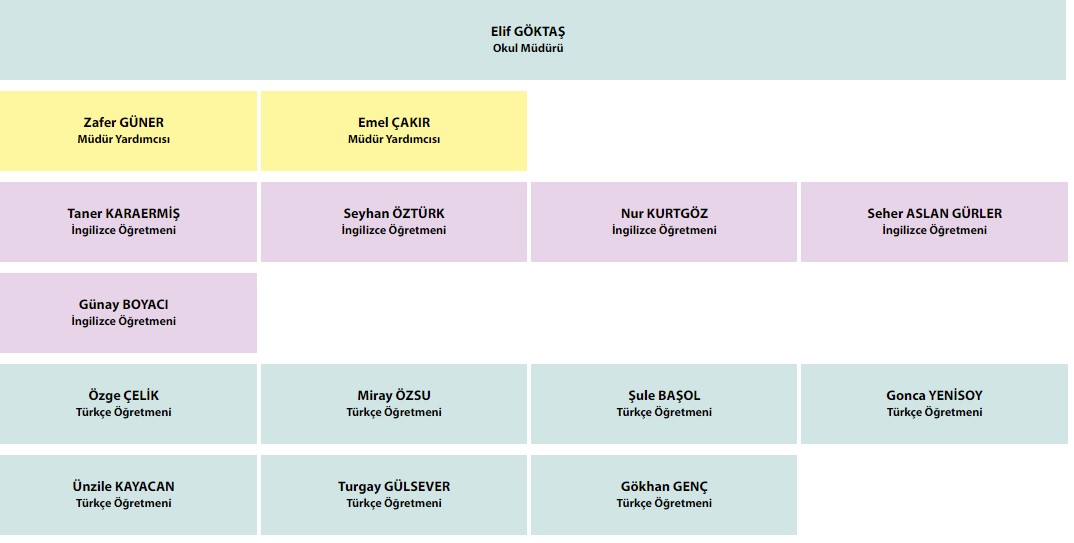 Elif GÖKTAŞ
Okul Müdürü
Zafer GÜNER
Müdür Yardımcısı
Emel ÇAKIR
Müdür Yardımcısı
Taner KARAERMİŞ
İngilizce Öğretmeni
Seyhan ÖZTÜRK
İngilizce Öğretmeni
Nur KURTGÖZ
İngilizce Öğretmeni
Seher ASLAN GÜRLER
İngilizce Öğretmeni
Günay BOYACI
İngilizce Öğretmeni
Özge ÇELİK
Türkçe Öğretmeni
Miray ÖZSU
Türkçe Öğretmeni
Şule BAŞOL
Türkçe Öğretmeni
Gonca YENİSOY
Türkçe Öğretmeni
Ünzile KAYACAN
Türkçe Öğretmeni
Turgay GÜLSEVER
Türkçe Öğretmeni
Gökhan GENÇ
Türkçe Öğretmeni